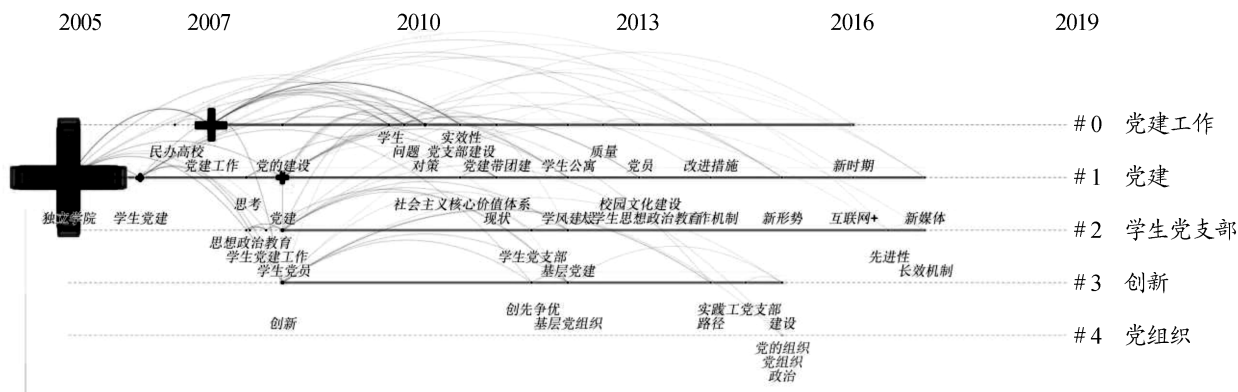 2005 2007 2010 2013 2016 2019
#0 党建工作
学生 实效性
民办高校 问题 党支部建设 质量
党建工作 党的建设 对策 党建带团建 学生公寓 党员 改进措施 新时期
#1 党建
思考 社会主义核心价值体系 校园文化建设
独立学院 学生党建 党建 现状 学风建 学生思想政治教育 作机制 新形势 互联网+ 新媒体
#2 学生党支部
思想政治教育
学生党建工作 学生党支部 先进性
学生党员 基层党建 长效机制
#3 创新
创先争优 实践 工党支部
创新 基层党组织 路径 建设
#4 党组织
党的组织
党组织
政治